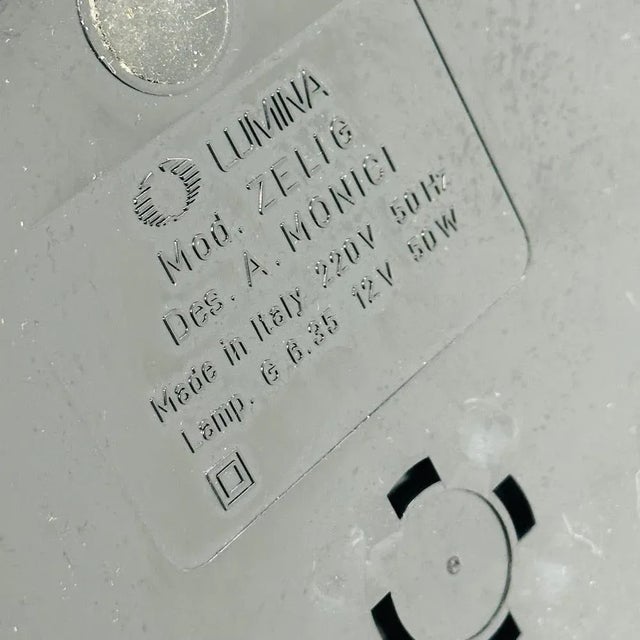 LUMINA
Mod. ZELIG
Des. A. MONICI
Made in Italy 220V 50Hz
Lamp. G 6.35 12V 50W